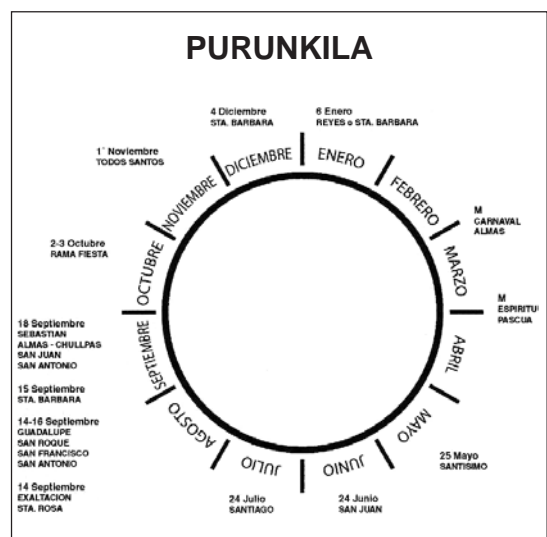 PURUNKILA
4 Diciembre
STA. BARBARA
6 Enero
REYES o STA. BARBARA
1° Noviembre
TODOS SANTOS
2-3 Octubre
RAMA FIESTA
18 Septiembre
SEBASTIAN
ALMAS - CHULLPAS
SAN JUAN
SAN ANTONIO
15 Septiembre
STA. BARBARA
14-16 Septiembre
GUADALUPE
SAN ROQUE
SAN FRANCISCO
SAN ANTONIO
14 Septiembre
EXALTACION
STA. ROSA
24 Julio
SANTIAGO
24 Junio
SAN JUAN
25 Mayo
SANTISIMO
M
ESPIRITU
PASCUA
M
CARNAVAL
ALMAS
ENERO
FEBRERO
MARZO
ABRIL
MAYO
JUNIO
JULIO
AGOSTO
SEPTIEMBRE
OCTUBRE
NOVIEMBRE
DICIEMBRE